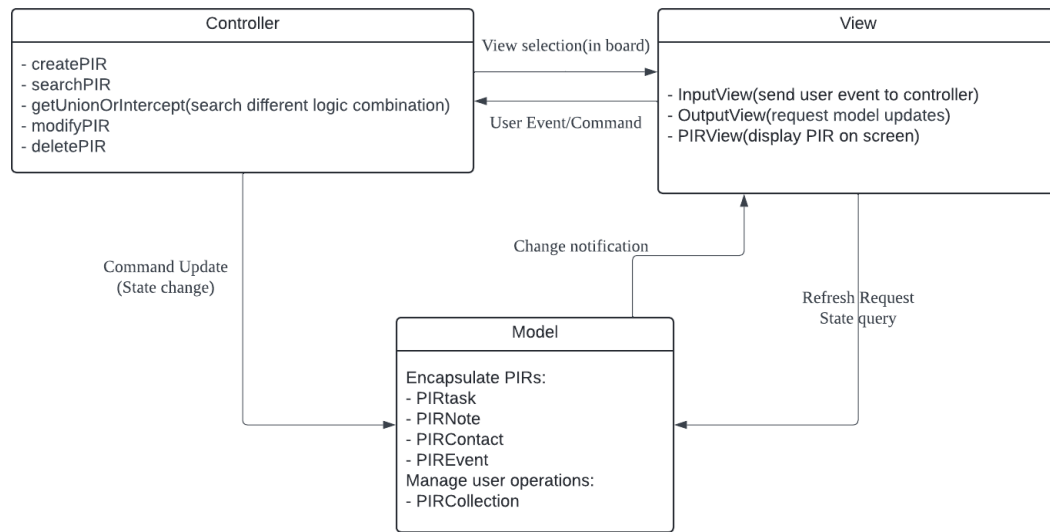 Controller
- createPIR
- searchPIR
- getUnionOrIntercept(search different logic combination)
- modifyPIR
- deletePIR
View selection(in board)
User Event/Command
View
- InputView(send user event to controller)
- OutputView(request model updates)
- PIRView(display PIR on screen)
Change notification
Command Update
(State change)
Refresh Request
State query
Model
Encapsulate PIRs:
- PIRtask
- PIRNote
- PIRContact
- PIREvent
Manage user operations:
- PIRCollection